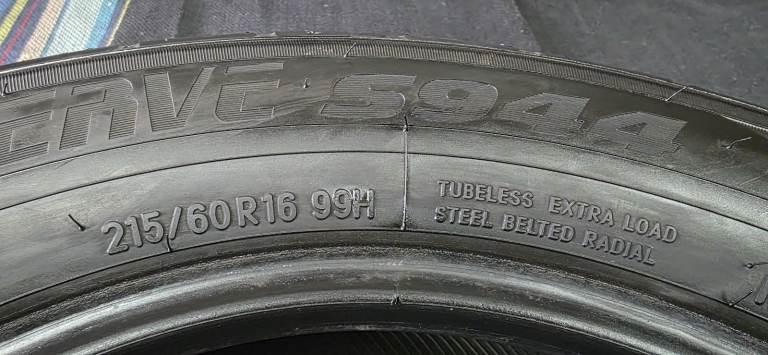 S944
215/60R16 99H
TUBELESS EXTRA LOAD
STEEL BELTED RADIAL